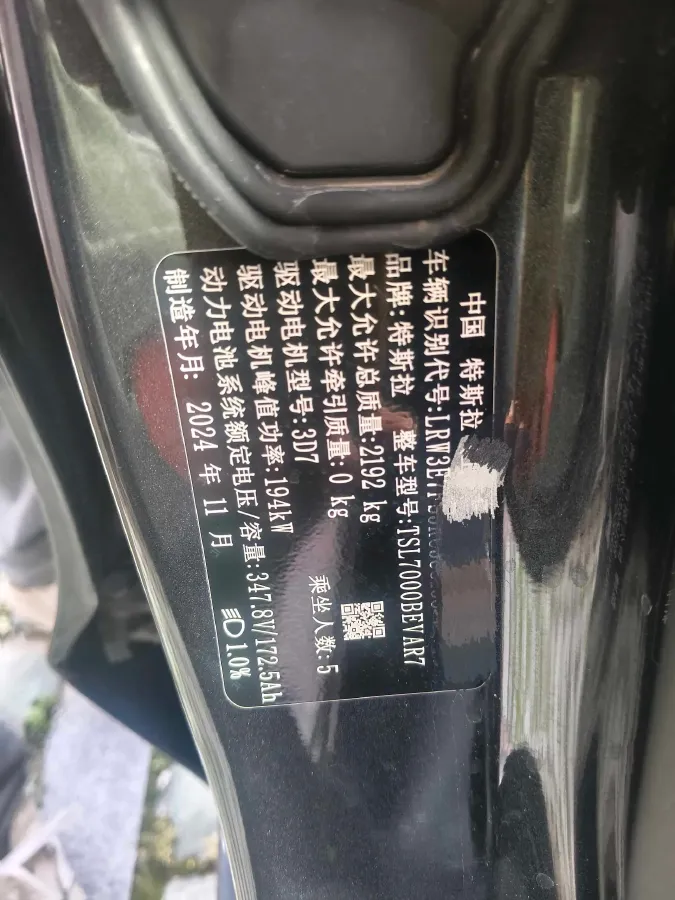 中国 特斯拉
车辆识别代号:LRW3E7
品牌:特斯拉 整车型号:TSL7000BEVAR7
最大允许总质量:2192 kg
最大允许牵引质量:0 kg 乘坐人数:5
驱动电机型号:3D7
驱动电机峰值功率:194kW
动力电池系统额定电压/容量:347.8V/172.5Ah
制造年月: 2024 年 11 月 1.0%